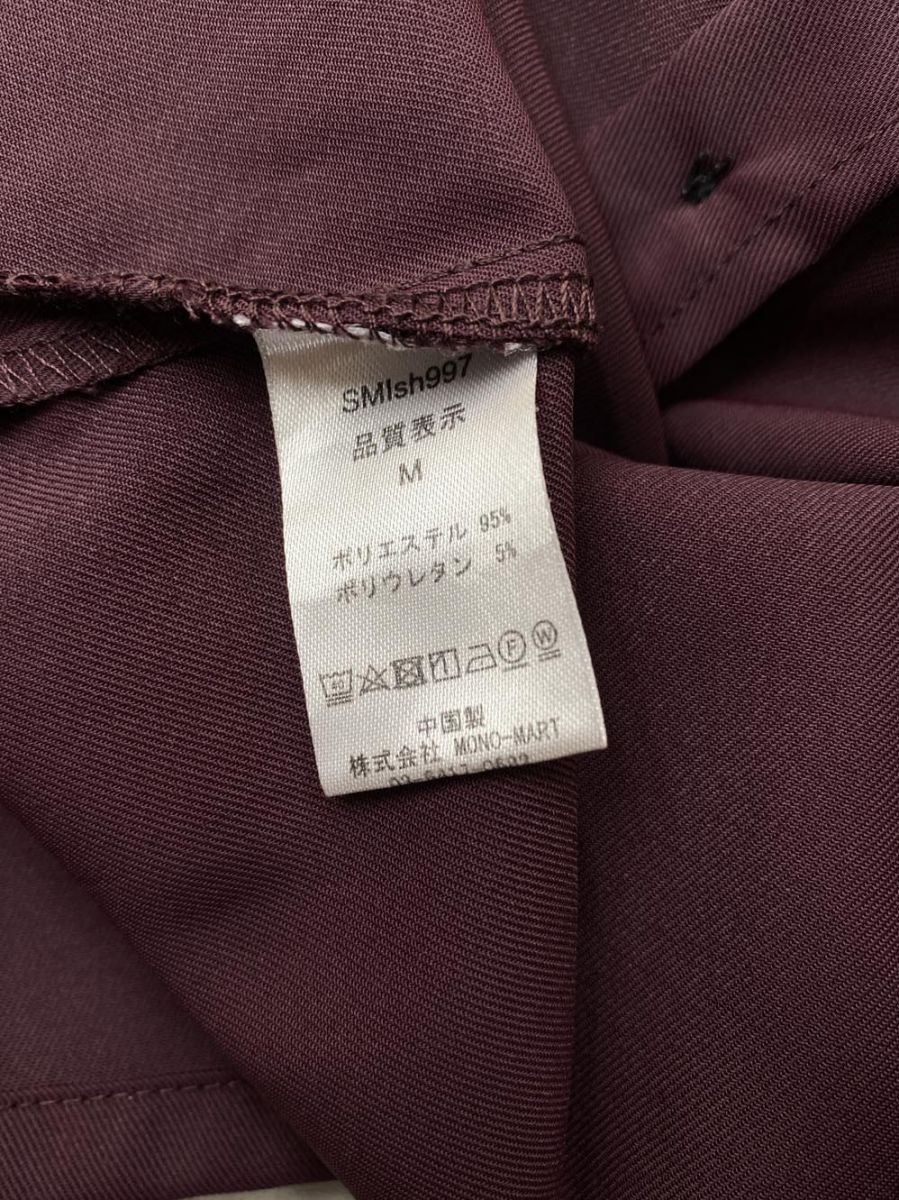 SMIsh997
品質表示
M
ポリエステル 95%
ポリウレタン 5%
40 F W
中国製
株式会社 MONO-MART